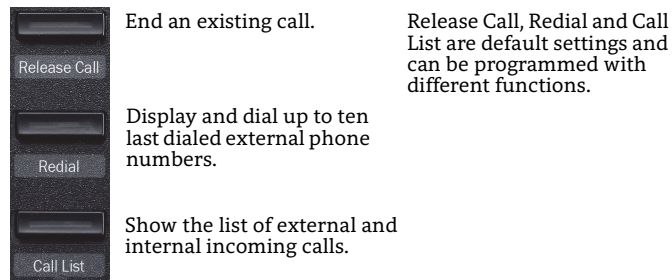 End an existing call.
Release Call, Redial and Call
List are default settings and
can be programmed with
different functions.
Release Call
Display and dial up to ten
last dialed external phone
numbers.
Redial
Show the list of external and
internal incoming calls.
Call List